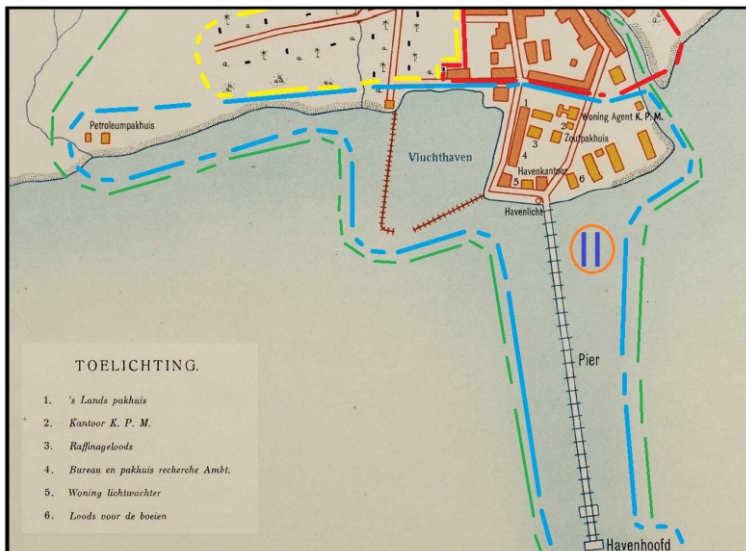 Petroleumpakhuis
Vluchthaven
1
2
Woning Agent K. P. M.
3
Zoutpakhuis
4
Havenkantoor
5
6
Havenlicht
II
Pier
Havenhoofd
TOELICHTING.
1. 's Lands pakhuis
2. Kantoor K. P. M.
3. Raffinageloods
4. Bureau en pakhuis recherche Ambt.
5. Woning lichtwachter
6. Loods voor de boeien